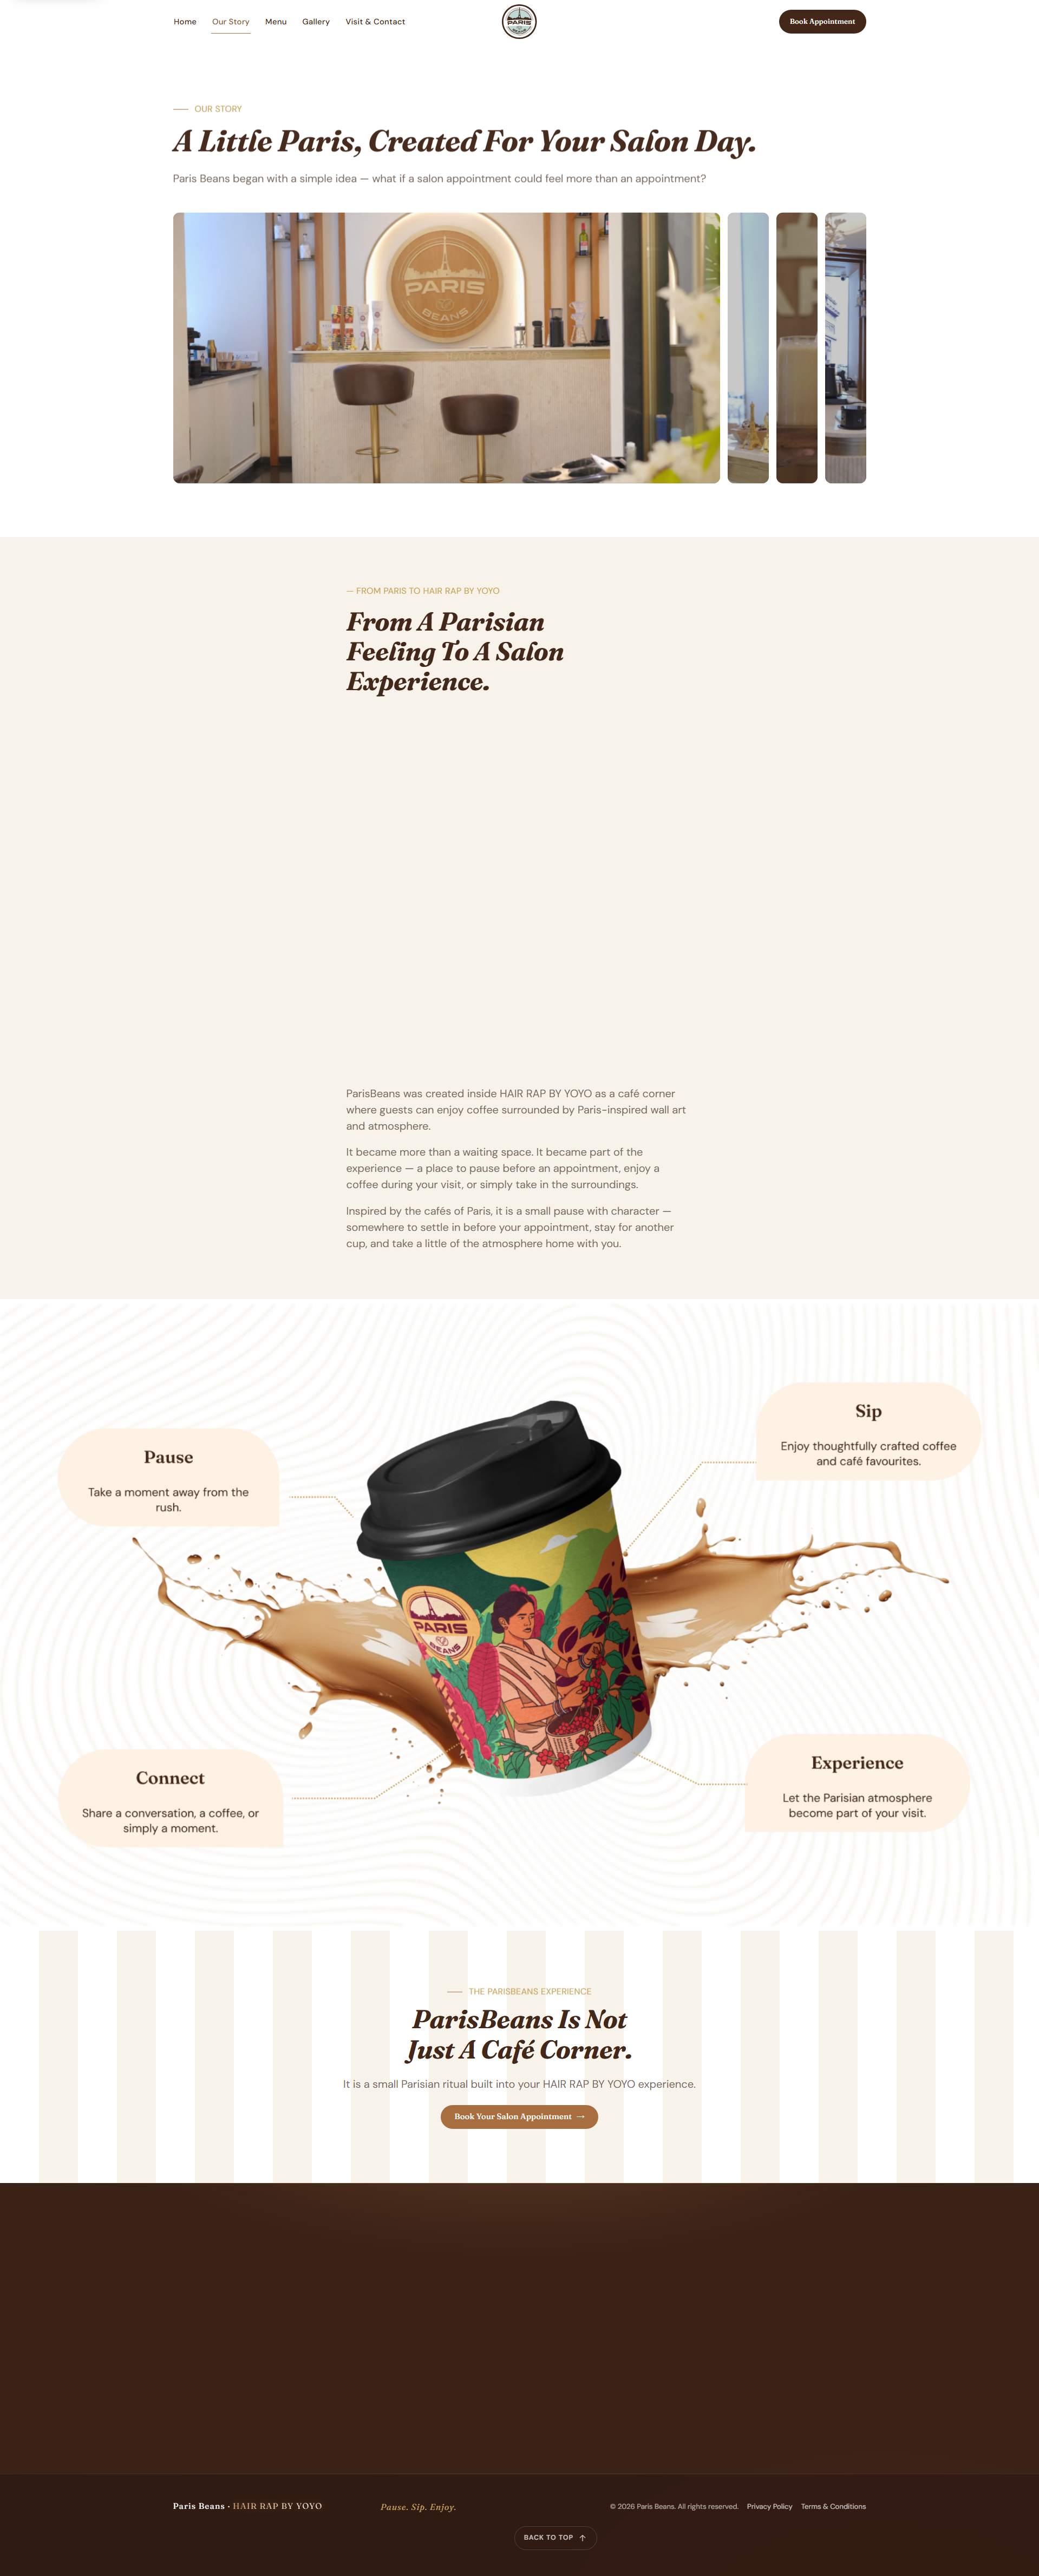 Home Our Story Menu Gallery Visit & Contact
PARIS
BEANS
Book Appointment
OUR STORY
A Little Paris, Created For Your Salon Day.
Paris Beans began with a simple idea — what if a salon appointment could feel more than an appointment?
PARIS
BEANS
HAIR RAP BY YOYO
— FROM PARIS TO HAIR RAP BY YOYO
From A Parisian
Feeling To A Salon
Experience.
ParisBeans was created inside HAIR RAP BY YOYO as a café corner
where guests can enjoy coffee surrounded by Paris-inspired wall art
and atmosphere.
It became more than a waiting space. It became part of the
experience — a place to pause before an appointment, enjoy a
coffee during your visit, or simply take in the surroundings.
Inspired by the cafés of Paris, it is a small pause with character —
somewhere to settle in before your appointment, stay for another
cup, and take a little of the atmosphere home with you.
Sip
Enjoy thoughtfully crafted coffee
and café favourites.
Pause
Take a moment away from the
rush.
PARIS
BEANS
Experience
Let the Parisian atmosphere
become part of your visit.
Connect
Share a conversation, a coffee, or
simply a moment.
THE PARISBEANS EXPERIENCE
ParisBeans Is Not
Just A Café Corner.
It is a small Parisian ritual built into your HAIR RAP BY YOYO experience.
Book Your Salon Appointment →
Paris Beans · HAIR RAP BY YOYO
Pause. Sip. Enjoy.
© 2026 Paris Beans. All rights reserved. Privacy Policy Terms & Conditions
BACK TO TOP ↑